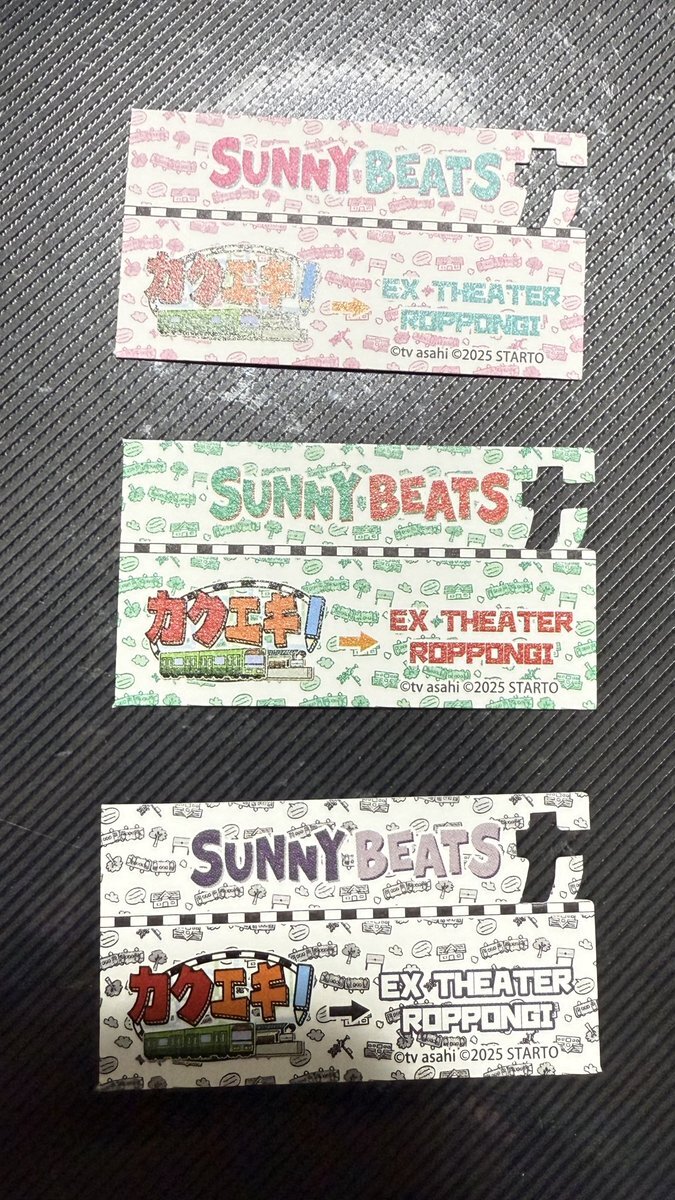 SUNNY BEATS
カクエキ!
EX THEATER
ROPPONGI
©tv asahi ©2025 STARTO
SUNNY BEATS
カクエキ!
EX THEATER
ROPPONGI
©tv asahi ©2025 STARTO
SUNNY BEATS
カクエキ!
EX THEATER
ROPPONGI
©tv asahi ©2025 STARTO